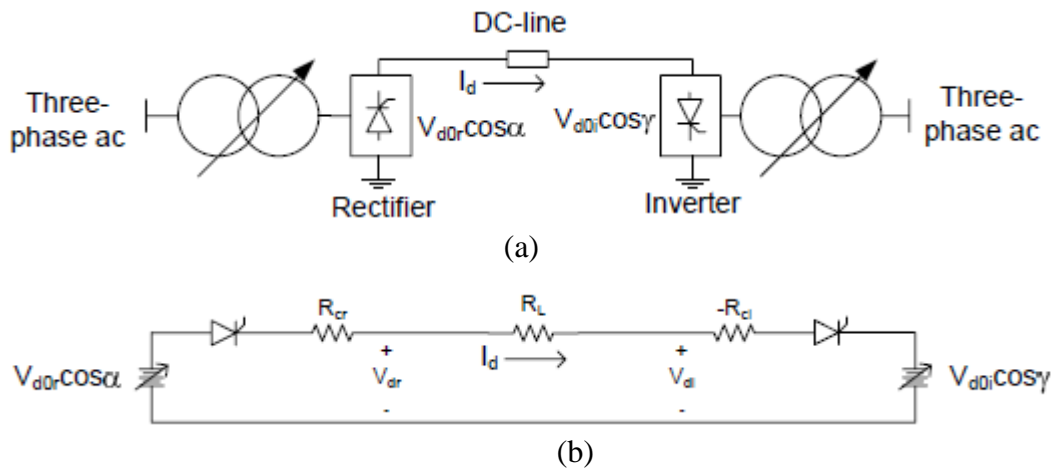 DC-line
I_d
Three-
phase ac
V_d0r cosα
V_d0i cosγ
Three-
phase ac
Rectifier
Inverter
(a)
R_cr
R_L
-R_ci
+
V_dr
-
I_d
+
V_di
-
V_d0r cosα
V_d0i cosγ
(b)